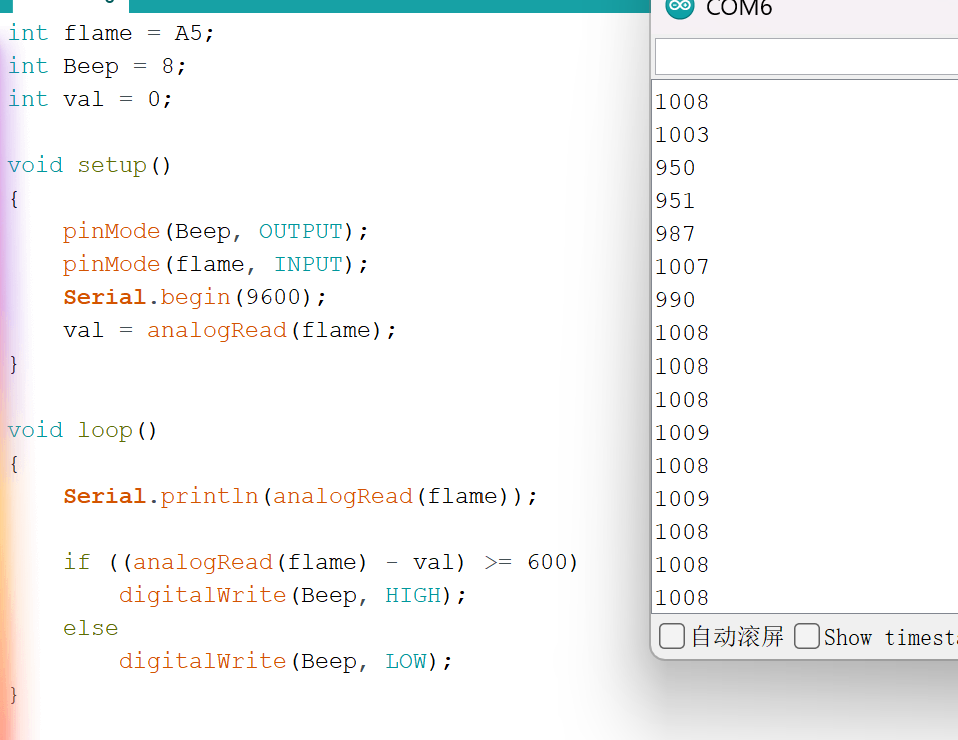 int flame = A5;
int Beep = 8;
int val = 0;
void setup()
{
pinMode(Beep, OUTPUT);
pinMode(flame, INPUT);
Serial.begin(9600);
val = analogRead(flame);
}
void loop()
{
Serial.println(analogRead(flame));
if ((analogRead(flame) - val) >= 600)
digitalWrite(Beep, HIGH);
else
digitalWrite(Beep, LOW);
}
COM6
1008
1003
950
951
987
1007
990
1008
1008
1008
1009
1008
1009
1008
1008
1008
自动滚屏 Show timesta